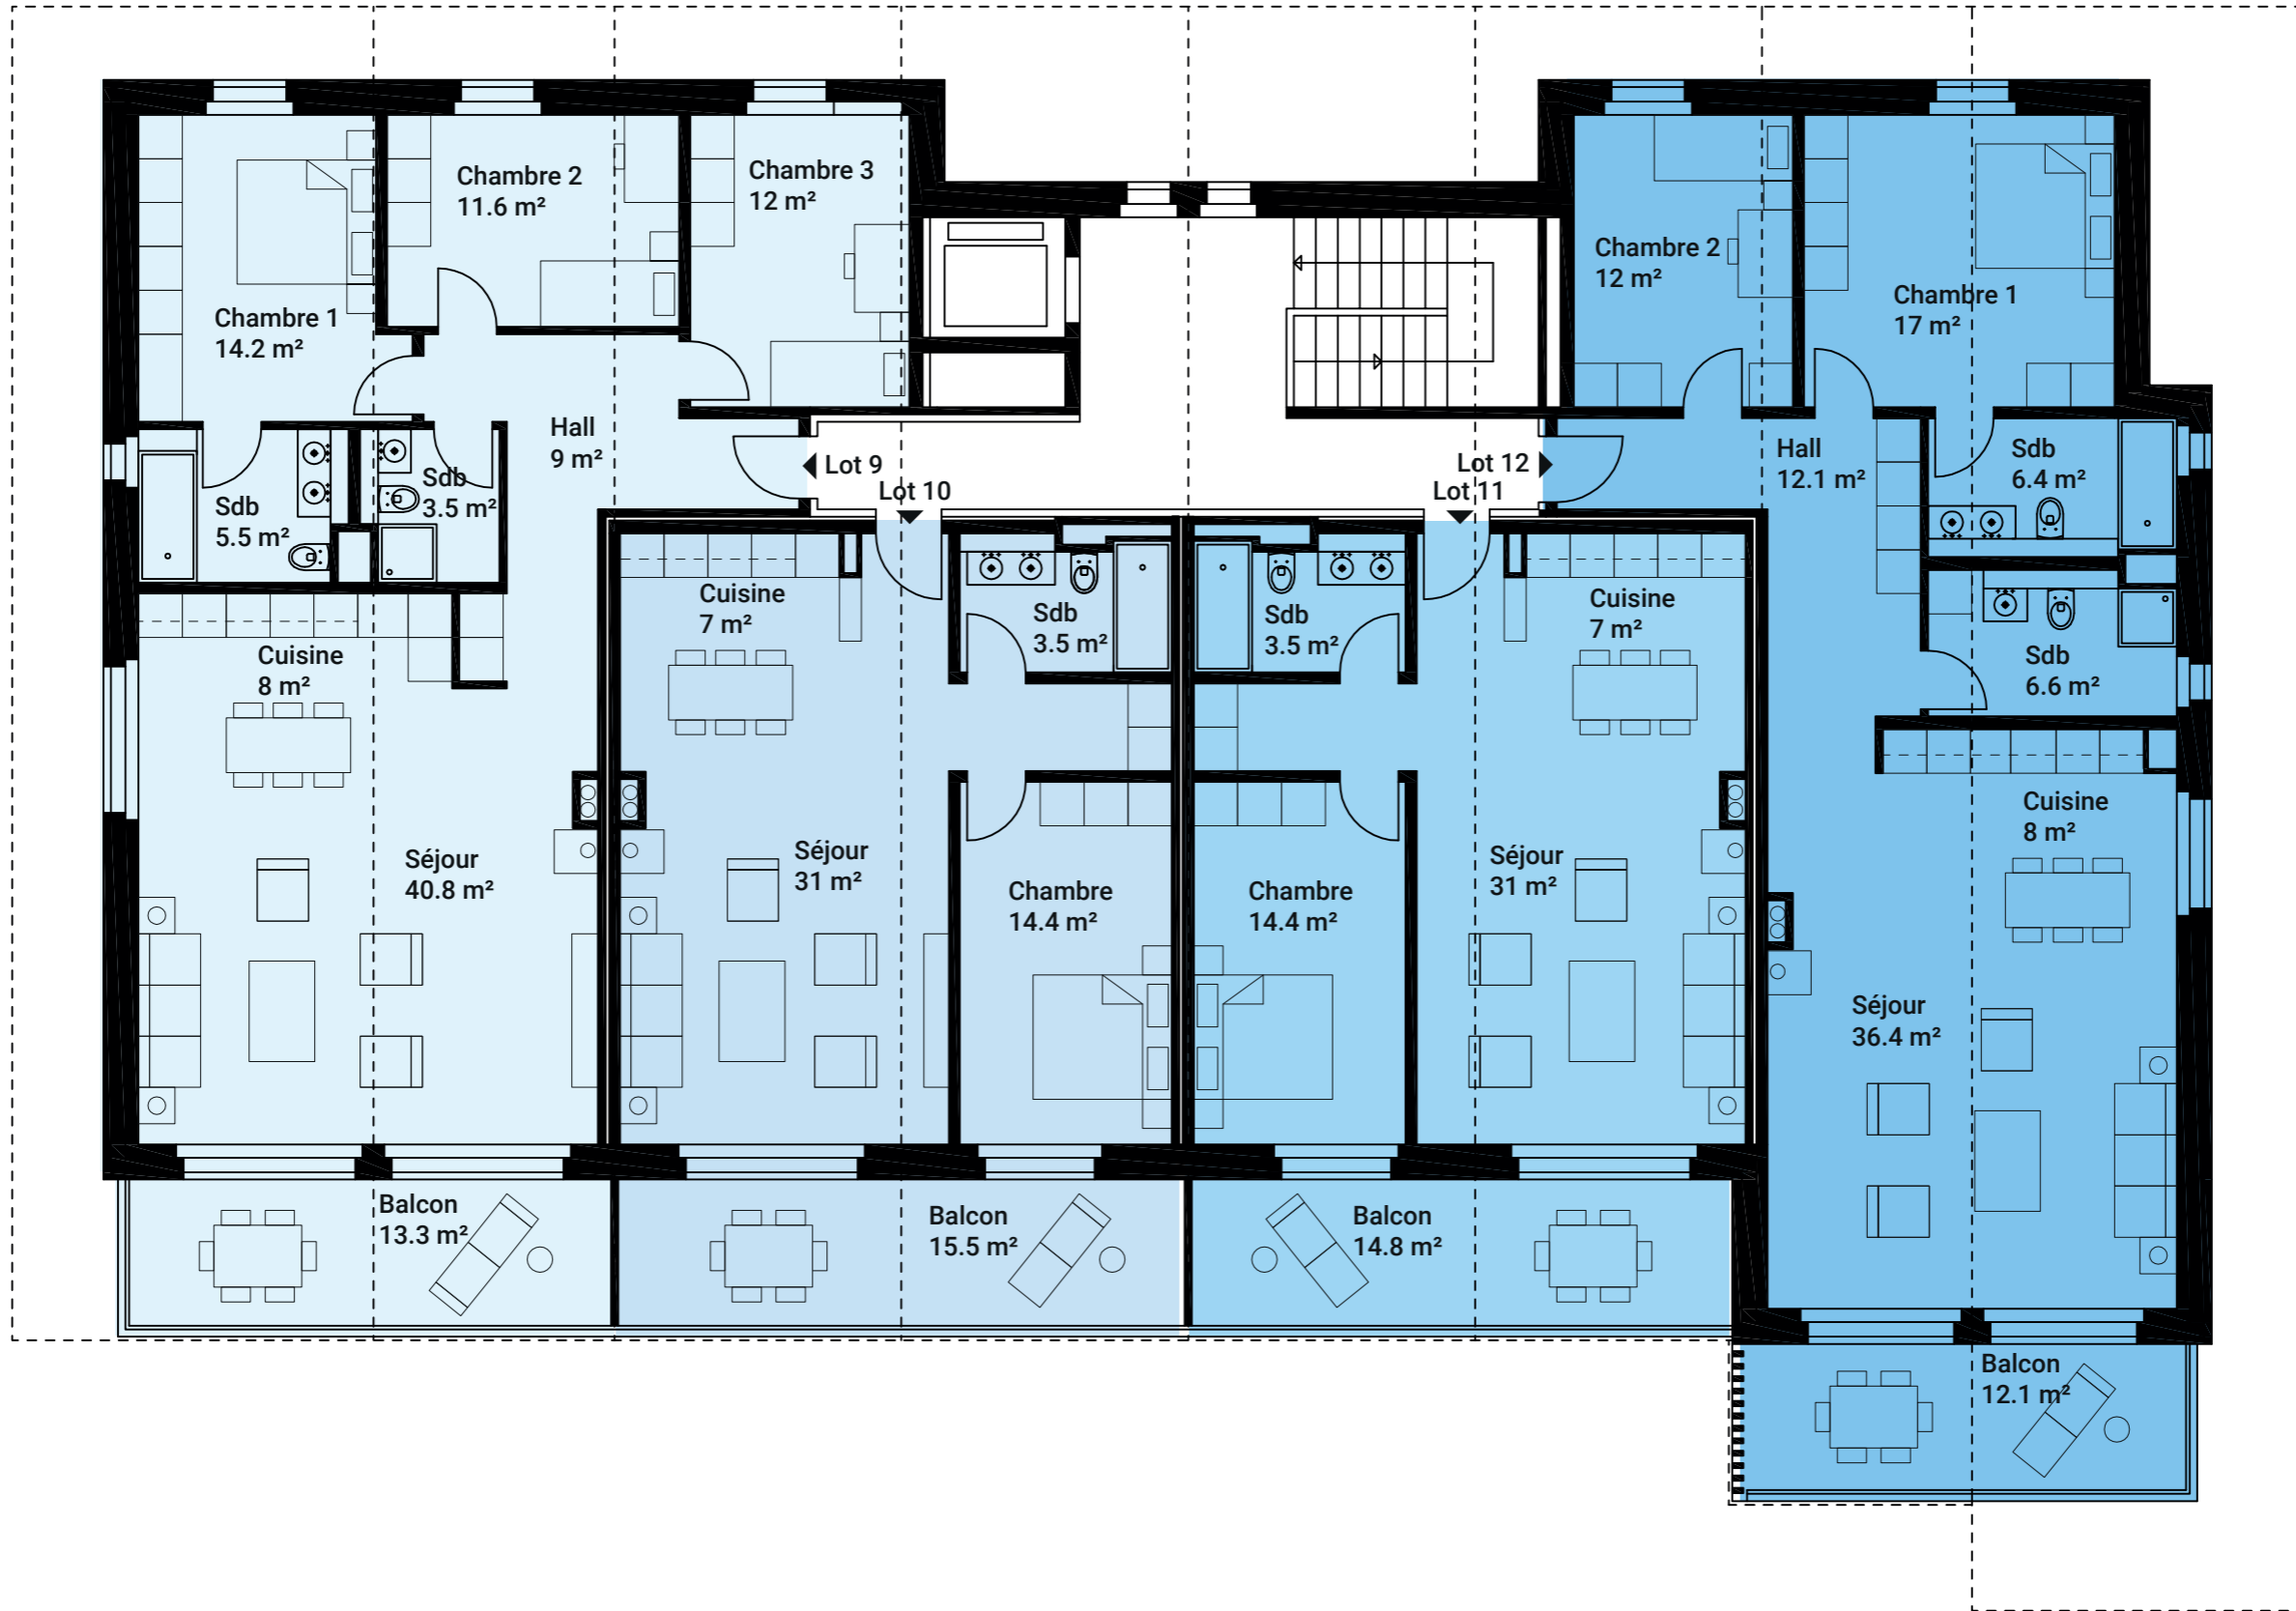 Chambre 1
14.2 m²
Chambre 2
11.6 m²
Chambre 3
12 m²
Hall
9 m²
Sdb
5.5 m²
Sdb
3.5 m²
Cuisine
8 m²
Séjour
40.8 m²
Balcon
13.3 m²
Lot 9
Lot 10
Cuisine
7 m²
Sdb
3.5 m²
Séjour
31 m²
Chambre
14.4 m²
Balcon
15.5 m²
Lot 12
Lot 11
Sdb
3.5 m²
Cuisine
7 m²
Chambre
14.4 m²
Séjour
31 m²
Balcon
14.8 m²
Chambre 2
12 m²
Chambre 1
17 m²
Hall
12.1 m²
Sdb
6.4 m²
Sdb
6.6 m²
Cuisine
8 m²
Séjour
36.4 m²
Balcon
12.1 m²